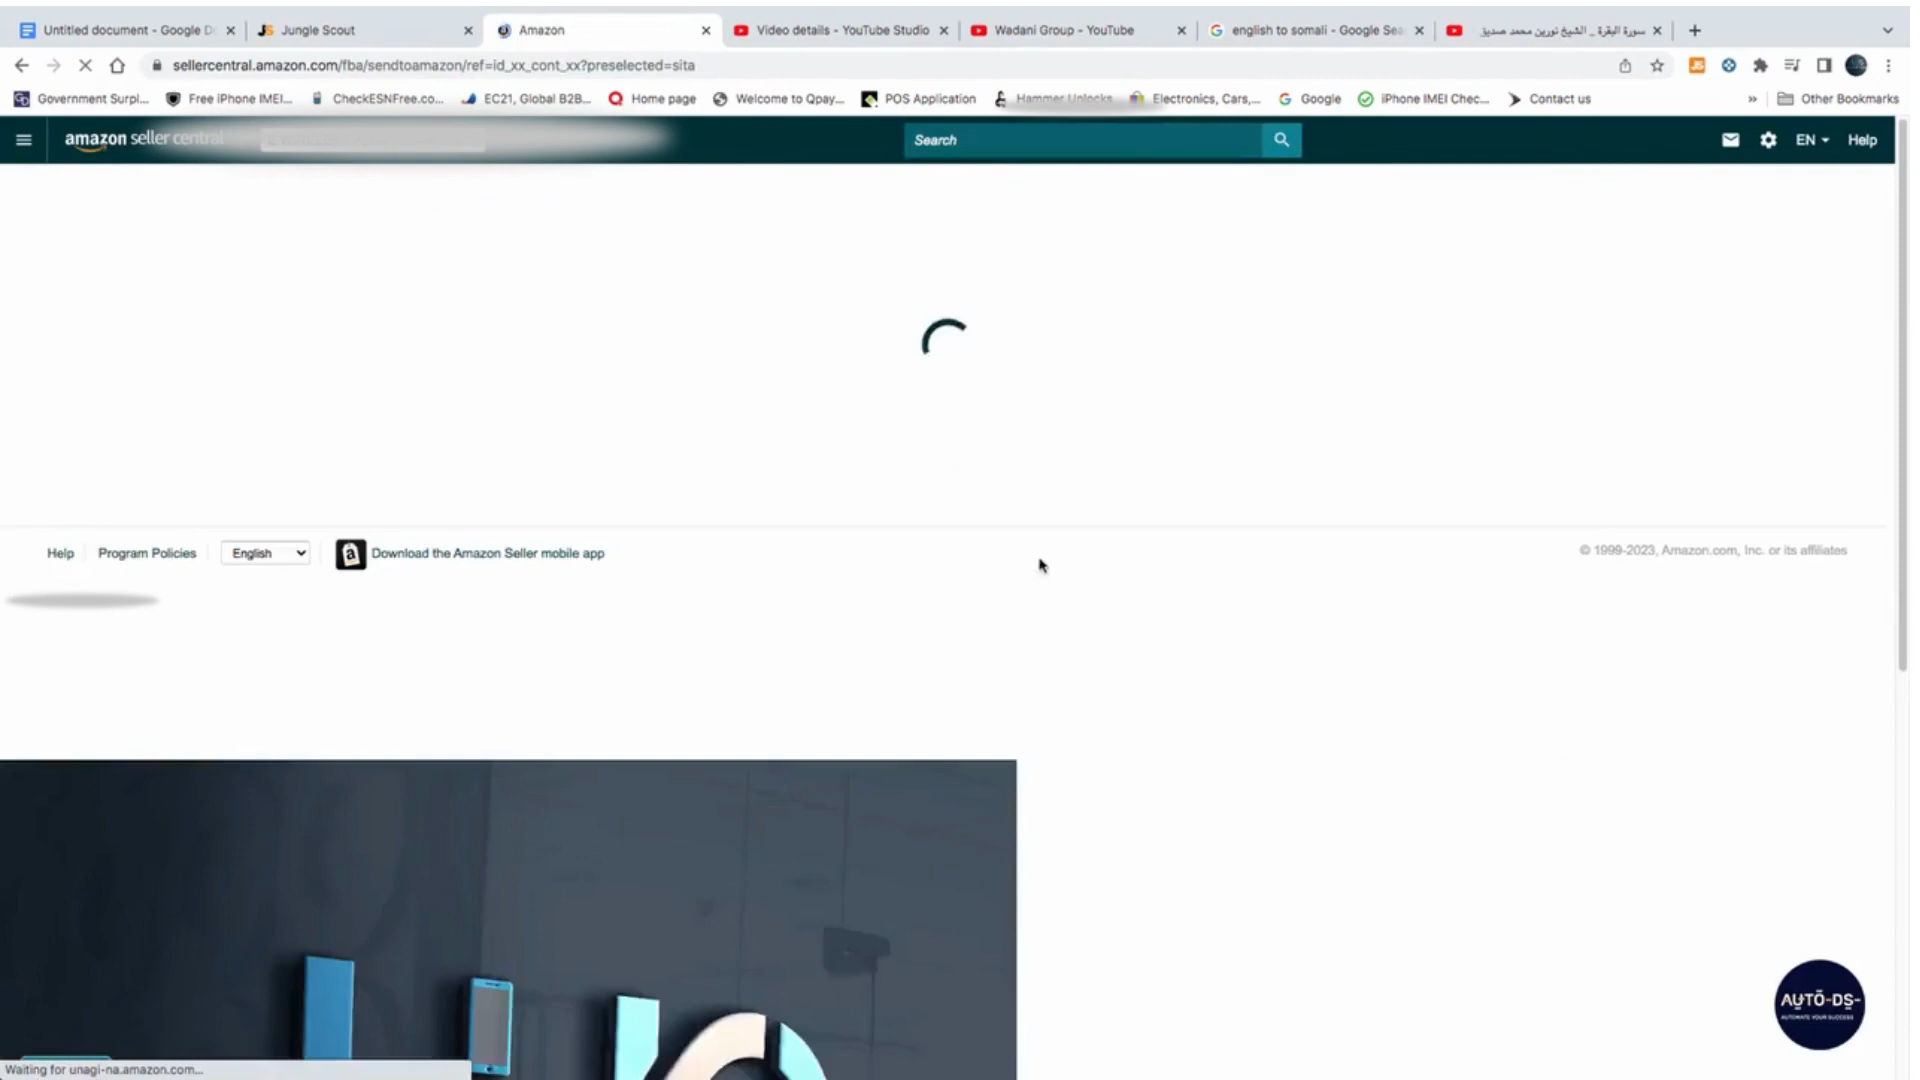 Untitled document - Google D
Jungle Scout
Amazon
Video details - YouTube Studio
Wadani Group - YouTube
english to somali - Google Sea
سورة البقرة _ الشيخ نورين محمد صديق
sellercentral.amazon.com/fba/sendtoamazon/ref=id_xx_cont_xx?preselected=sita
Government Surpl...
Free iPhone IMEI...
CheckESNFree.co...
EC21, Global B2B...
Home page
Welcome to Qpay...
POS Application
Hammer Unlocks
Electronics, Cars,...
Google
iPhone IMEI Chec...
Contact us
Other Bookmarks
amazon seller central
Search
EN
Help
Help
Program Policies
English
Download the Amazon Seller mobile app
© 1999-2023, Amazon.com, Inc. or its affiliates
AUTO-DS-
AUTOMATE YOUR SUCCESS
Waiting for unagi-na.amazon.com...